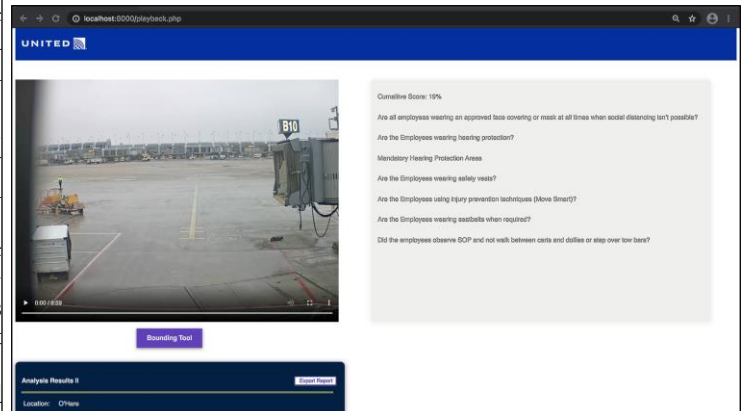 localhost:8000/playback.php
UNITED
B10
0:00 / 8:59
Bounding Tool
Cumalitve Score: 19%
Are all employees wearing an approved face covering or mask at all times when social distancing isn't possible?
Are the Employees wearing hearing protection?
Mandatory Hearing Protection Areas
Are the Employees wearing safety vests?
Are the Employees using injury prevention techniques (Move Smart)?
Are the Employees wearing seatbelts when required?
Did the employees observe SOP and not walk between carts and dollies or step over tow bars?
Analysis Results II
Export Report
Location: O'Hare